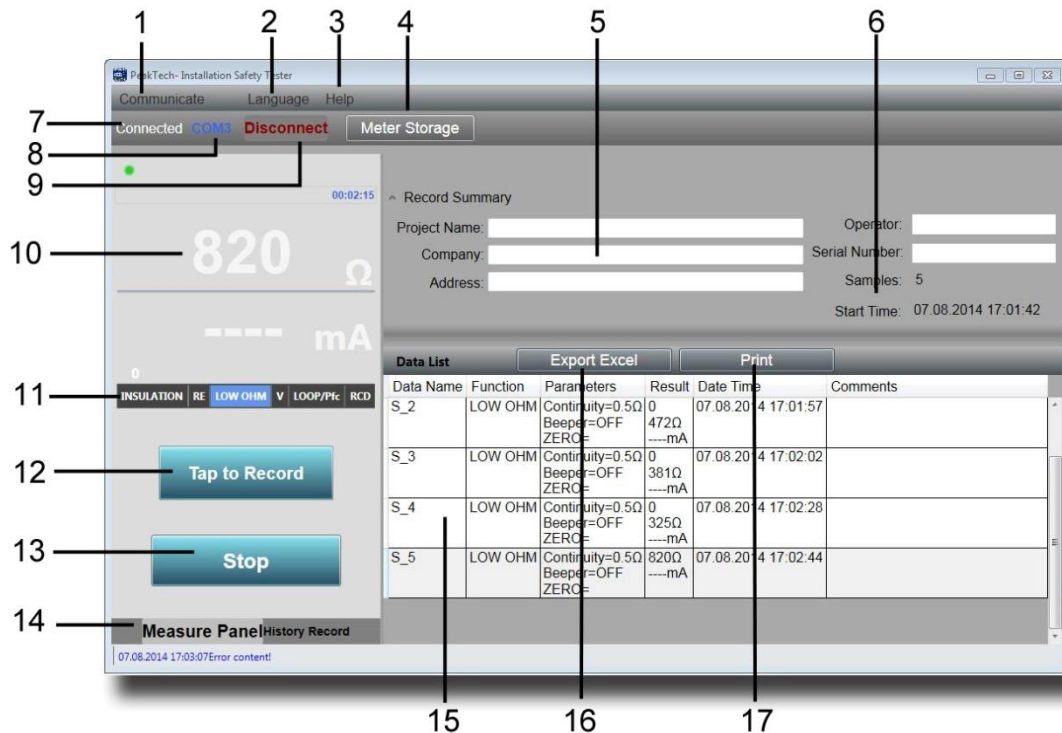 1 2 3 4 5 6
PeakTech- Installation Safety Tester
Communicate Language Help
7 Connected COM3 Disconnect Meter Storage
8
9
00:02:15
Record Summary
Project Name: Operator:
Company: Serial Number:
Address: Samples: 5
Start Time: 07.08.2014 17:01:42
10 820 Ω
---- mA
0
Data List Export Excel Print
11 INSULATION RE LOW OHM V LOOP/Pfc RCD
Data Name Function Parameters Result Date Time Comments
S_2 LOW OHM Continuity=0.5Ω 0 07.08.2014 17:01:57
Beeper=OFF 472Ω
ZERO= ----mA
S_3 LOW OHM Continuity=0.5Ω 0 07.08.2014 17:02:02
Beeper=OFF 381Ω
ZERO= ----mA
S_4 LOW OHM Continuity=0.5Ω 0 07.08.2014 17:02:28
Beeper=OFF 325Ω
ZERO= ----mA
S_5 LOW OHM Continuity=0.5Ω 820Ω 07.08.2014 17:02:44
Beeper=OFF ----mA
ZERO=
12 Tap to Record
13 Stop
14 Measure Panel History Record
07.08.2014 17:03:07Error content!
15 16 17